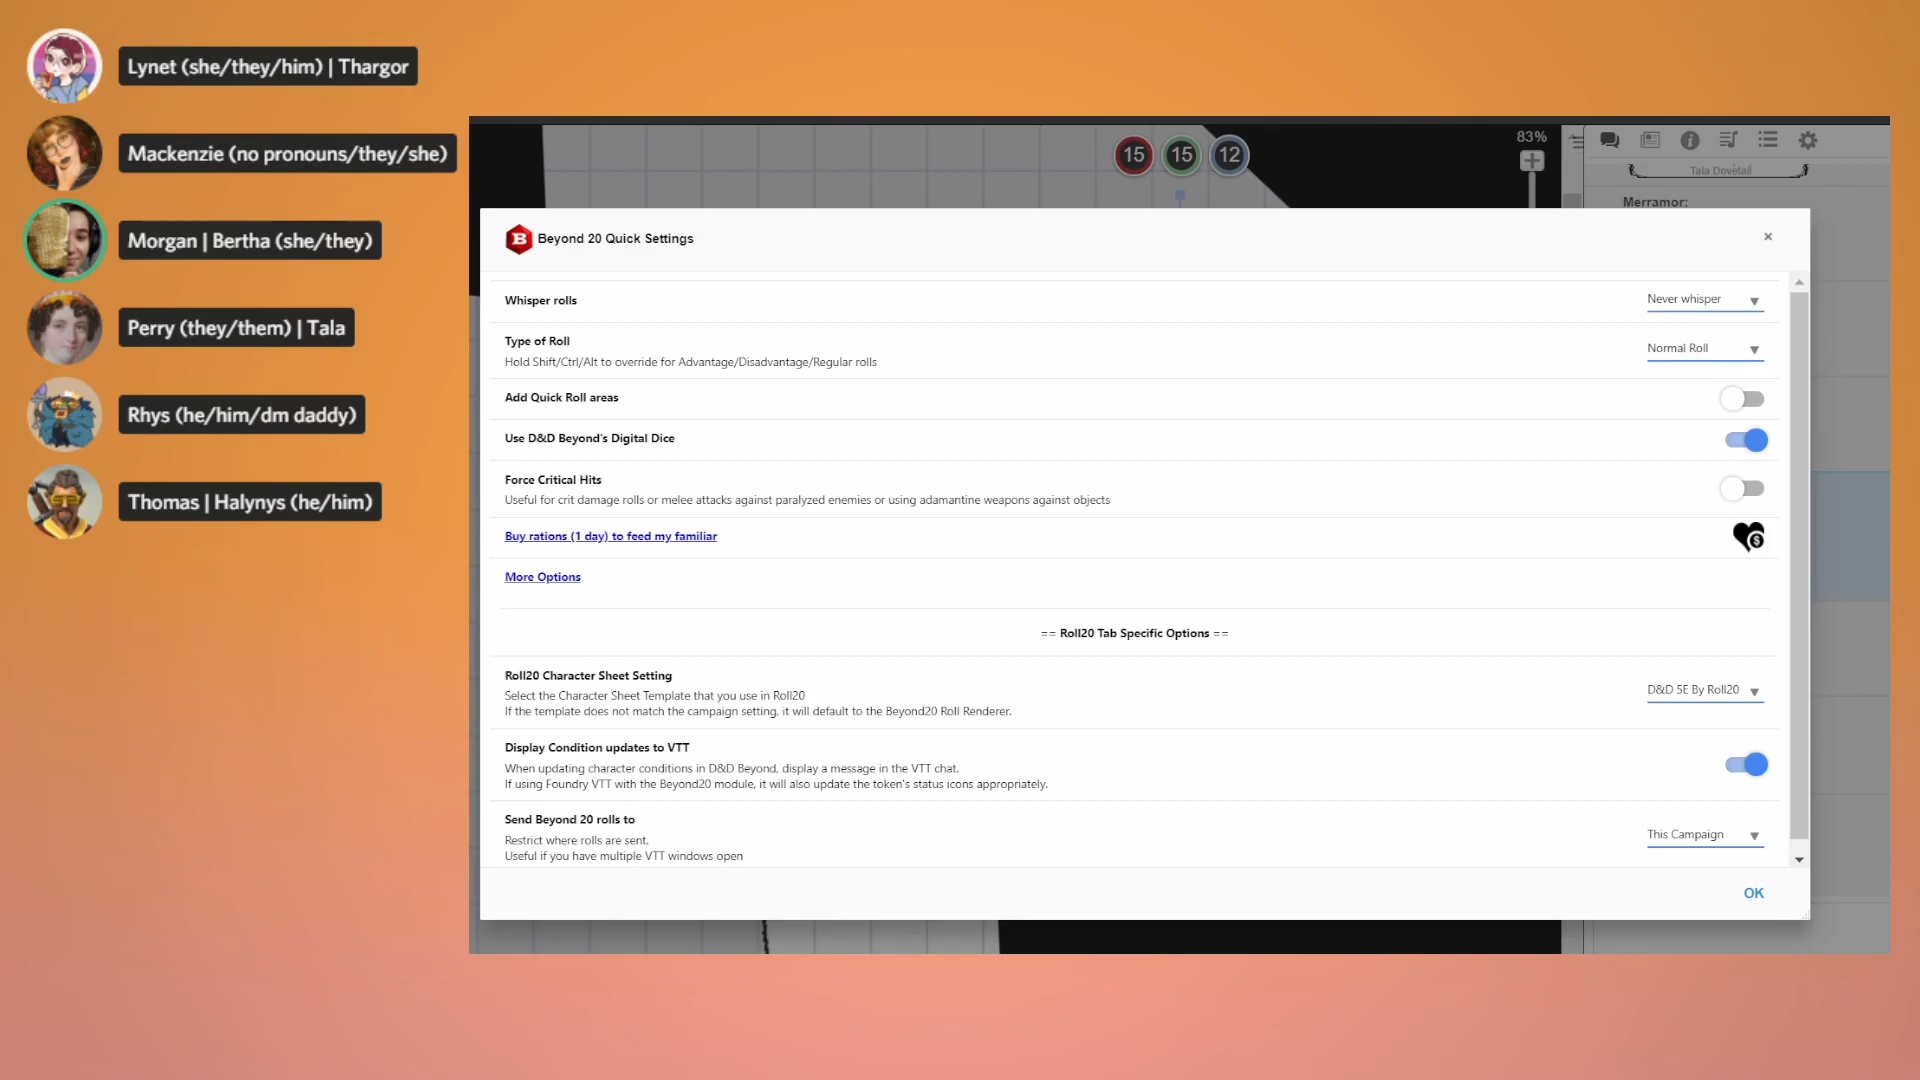 Lynet (she/they/him) | Thargor
Mackenzie (no pronouns/they/she)
Morgan | Bertha (she/they)
Perry (they/them) | Tala
Rhys (he/him/dm daddy)
Thomas | Halynys (he/him)
15
15
12
83%
Tala Dovetail
Merramor:
B
Beyond 20 Quick Settings
×
Whisper rolls
Never whisper
Type of Roll
Hold Shift/Ctrl/Alt to override for Advantage/Disadvantage/Regular rolls
Normal Roll
Add Quick Roll areas
Use D&D Beyond's Digital Dice
Force Critical Hits
Useful for crit damage rolls or melee attacks against paralyzed enemies or using adamantine weapons against objects
Buy rations (1 day) to feed my familiar
$
More Options
== Roll20 Tab Specific Options ==
Roll20 Character Sheet Setting
Select the Character Sheet Template that you use in Roll20
If the template does not match the campaign setting, it will default to the Beyond20 Roll Renderer.
D&D 5E By Roll20
Display Condition updates to VTT
When updating character conditions in D&D Beyond, display a message in the VTT chat.
If using Foundry VTT with the Beyond20 module, it will also update the token's status icons appropriately.
Send Beyond 20 rolls to
Restrict where rolls are sent.
Useful if you have multiple VTT windows open
This Campaign
OK